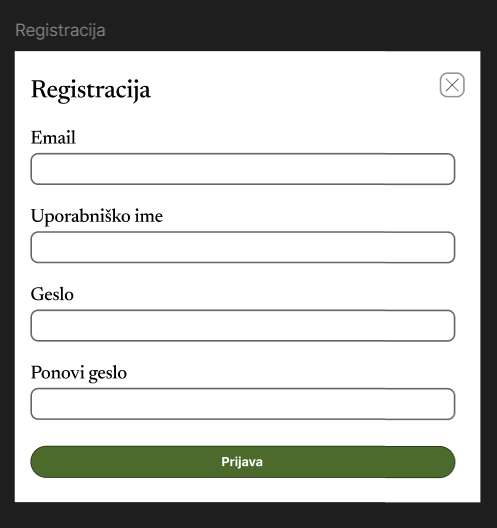 Registracija
Registracija
Email
Uporabniško ime
Geslo
Ponovi geslo
Prijava